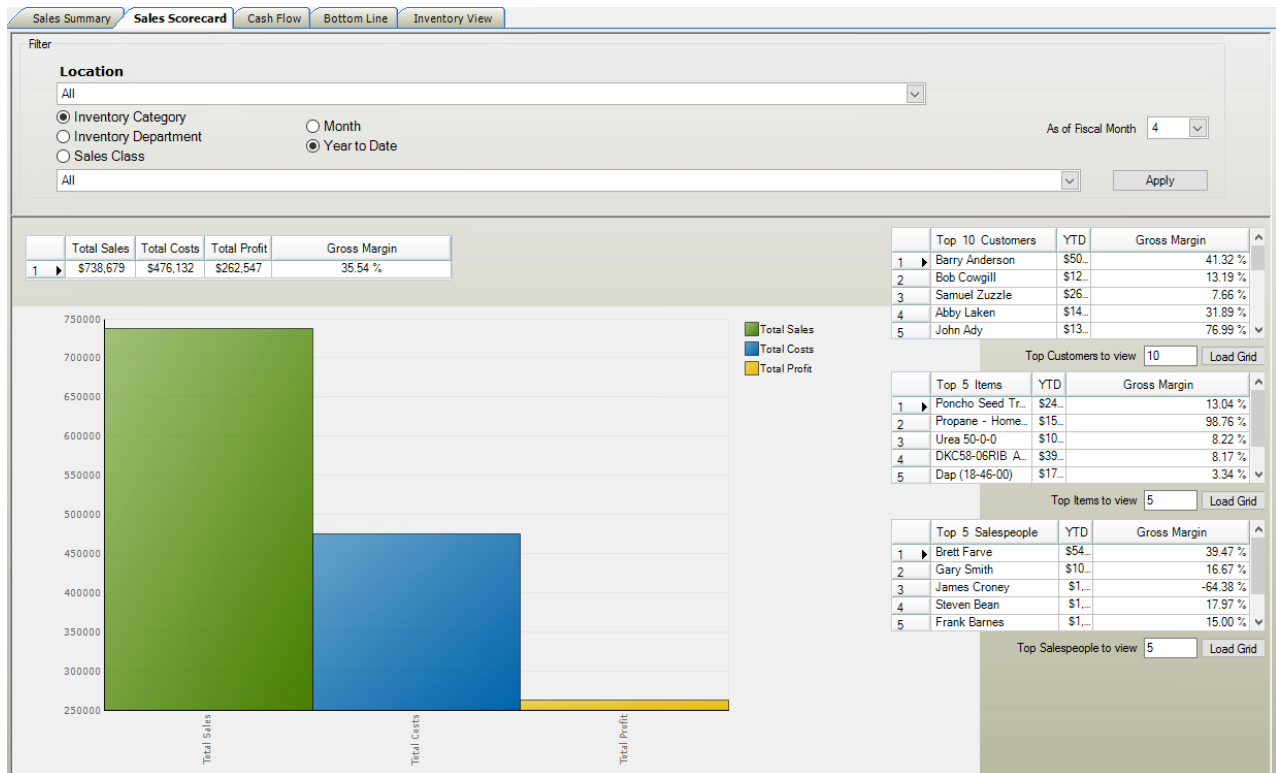 Sales Summary Sales Scorecard Cash Flow Bottom Line Inventory View
Filter
Location
All
Inventory Category
Inventory Department
Sales Class
Month
Year to Date
As of Fiscal Month 4
All
Apply
Total Sales Total Costs Total Profit Gross Margin
1 $738,679 $476,132 $262,547 35.54 %
750000
700000
650000
600000
550000
500000
450000
400000
350000
300000
250000
Total Sales
Total Costs
Total Profit
Total Sales
Total Costs
Total Profit
Top 10 Customers YTD Gross Margin
1 Barry Anderson $50... 41.32 %
2 Bob Cowgill $12... 13.19 %
3 Samuel Zuzzle $26... 7.66 %
4 Abby Laken $14... 31.89 %
5 John Ady $13... 76.99 %
Top Customers to view 10 Load Grid
Top 5 Items YTD Gross Margin
1 Poncho Seed Tr... $24... 13.04 %
2 Propane - Home... $15... 98.76 %
3 Urea 50-0-0 $10... 8.22 %
4 DKC58-06RIB A... $39... 8.17 %
5 Dap (18-46-00) $17... 3.34 %
Top Items to view 5 Load Grid
Top 5 Salespeople YTD Gross Margin
1 Brett Farve $54... 39.47 %
2 Gary Smith $10... 16.67 %
3 James Croney $1,... -64.38 %
4 Steven Bean $1,... 17.97 %
5 Frank Barnes $1,... 15.00 %
Top Salespeople to view 5 Load Grid